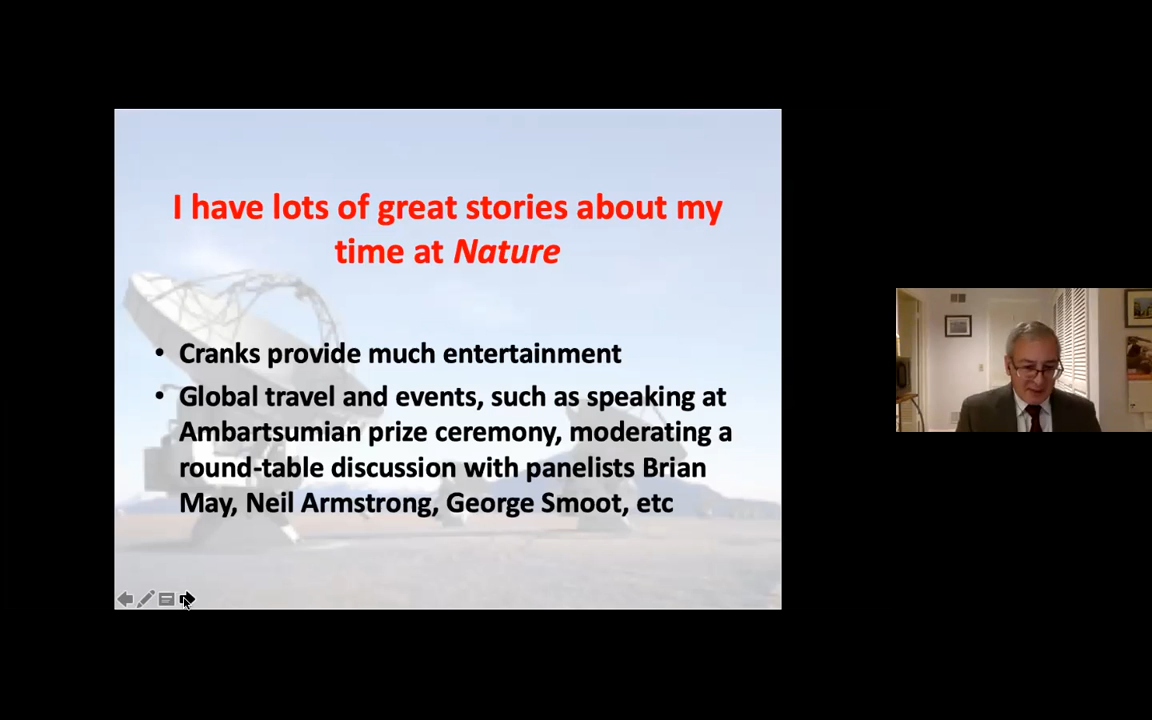 I have lots of great stories about my
time at Nature
• Cranks provide much entertainment
• Global travel and events, such as speaking at
Ambartsumian prize ceremony, moderating a
round-table discussion with panelists Brian
May, Neil Armstrong, George Smoot, etc